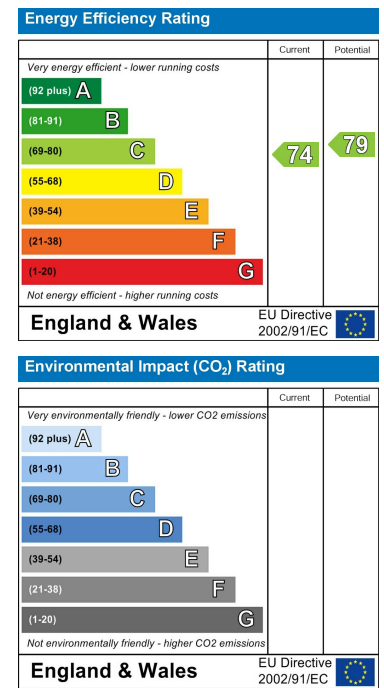 Energy Efficiency Rating
Current Potential
Very energy efficient - lower running costs
(92 plus) A
(81-91) B
(69-80) C
74 79
(55-68) D
(39-54) E
(21-38) F
(1-20) G
Not energy efficient - higher running costs
England & Wales
EU Directive
2002/91/EC
Environmental Impact (CO₂) Rating
Current Potential
Very environmentally friendly - lower CO2 emissions
(92 plus) A
(81-91) B
(69-80) C
(55-68) D
(39-54) E
(21-38) F
(1-20) G
Not environmentally friendly - higher CO2 emissions
England & Wales
EU Directive
2002/91/EC